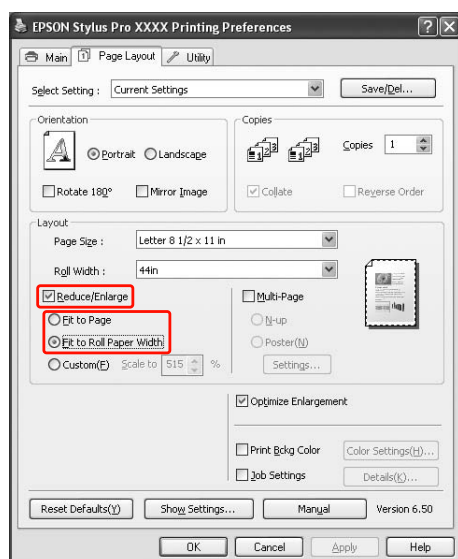 EPSON Stylus Pro XXXX Printing Preferences
Main Page Layout Utility
Select Setting : Current Settings Save/Del...
Orientation
Portrait Landscape
Rotate 180° Mirror Image
Copies
Copies 1
Collate Reverse Order
Layout
Page Size : Letter 8 1/2 x 11 in
Roll Width : 44in
Reduce/Enlarge
Fit to Page
Fit to Roll Paper Width
Custom(E) Scale to 515 %
Multi-Page
N-up
Poster(N)
Settings...
Optimize Enlargement
Print Bckg Color Color Settings(H)...
Job Settings Details(K)...
Reset Defaults(Y) Show Settings... Manual Version 6.50
OK Cancel Apply Help